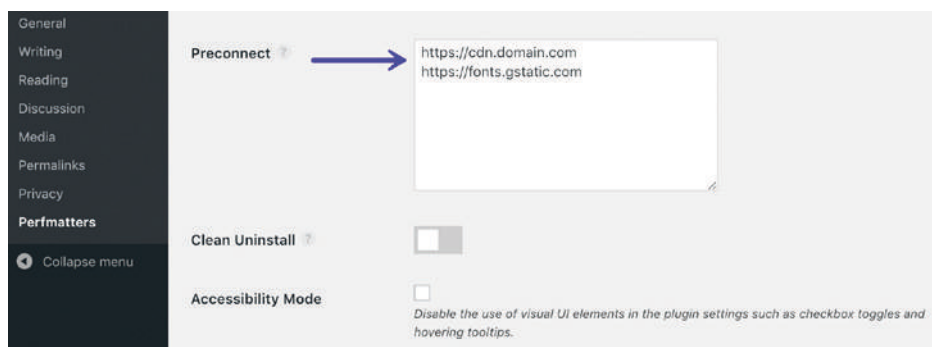 General
Writing
Reading
Discussion
Media
Permalinks
Privacy
Perfmatters
Collapse menu
Preconnect ?
https://cdn.domain.com
https://fonts.gstatic.com
Clean Uninstall ?
Accessibility Mode
Disable the use of visual UI elements in the plugin settings such as checkbox toggles and
hovering tooltips.